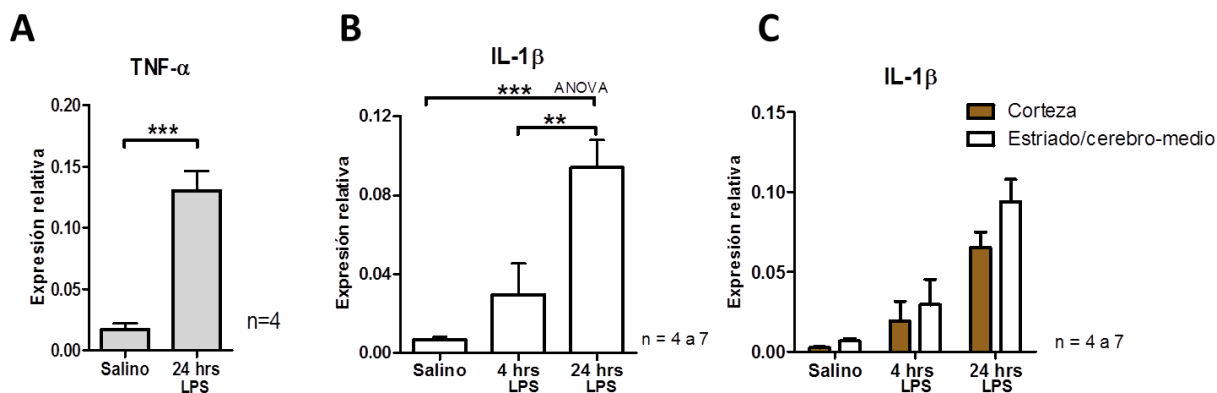 A
TNF-α
***
Expresión relativa
0.20
0.15
0.10
0.05
0.00
Salino
24 hrs
LPS
n=4
B
IL-1β
*** ANOVA
**
Expresión relativa
0.12
0.08
0.04
0.00
Salino
4 hrs
LPS
24 hrs
LPS
n = 4 a 7
C
IL-1β
Corteza
Estriado/cerebro-medio
Expresión relativa
0.15
0.10
0.05
0.00
Salino
4 hrs
LPS
24 hrs
LPS
n = 4 a 7